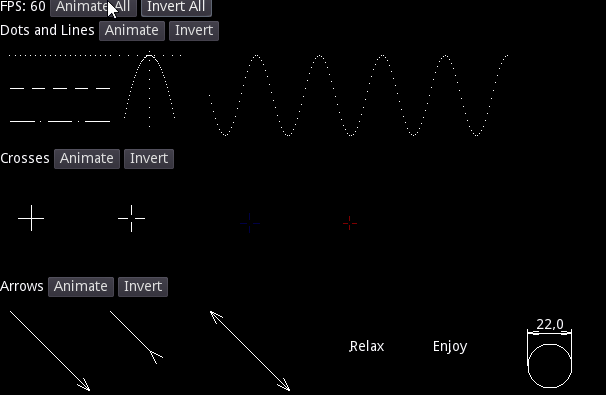 FPS: 60 Animate All Invert All
Dots and Lines Animate Invert
Crosses Animate Invert
Arrows Animate Invert
22,0
Relax Enjoy